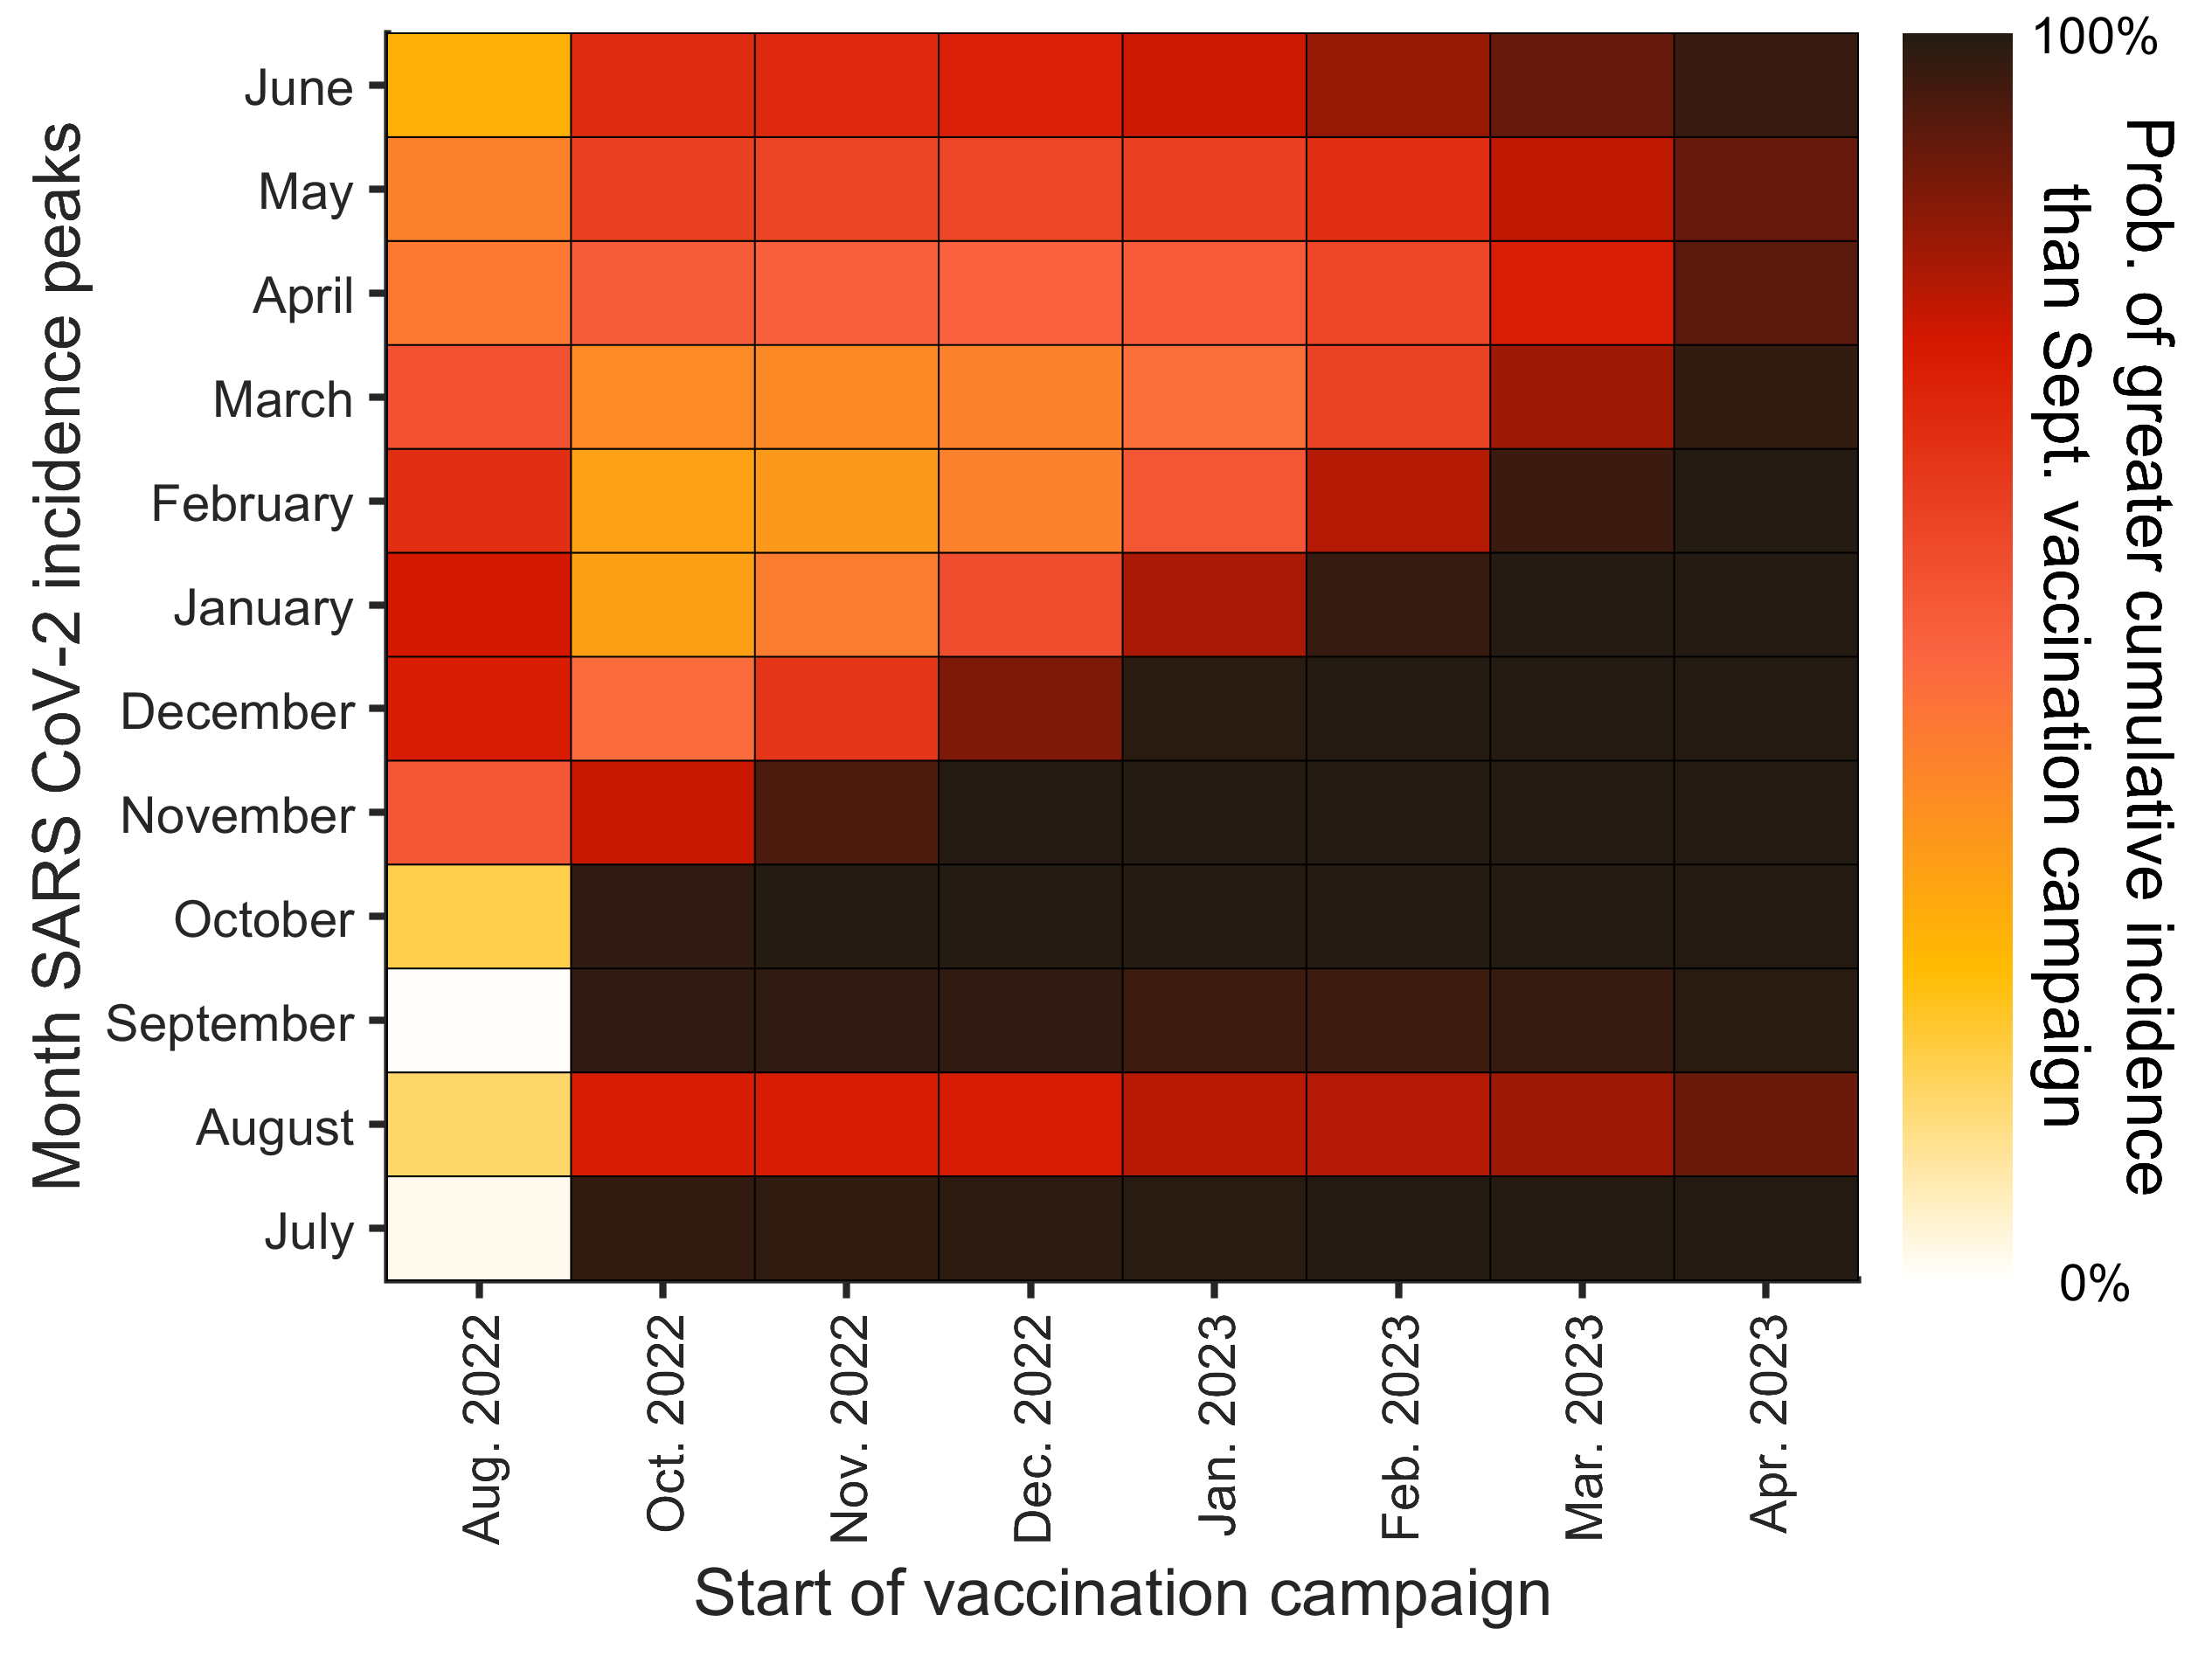 Month SARS CoV-2 incidence peaks
June
May
April
March
February
January
December
November
October
September
August
July
Aug. 2022
Oct. 2022
Nov. 2022
Dec. 2022
Jan. 2023
Feb. 2023
Mar. 2023
Apr. 2023
Start of vaccination campaign
100%
0%
Prob. of greater cumulative incidence
than Sept. vaccination campaign